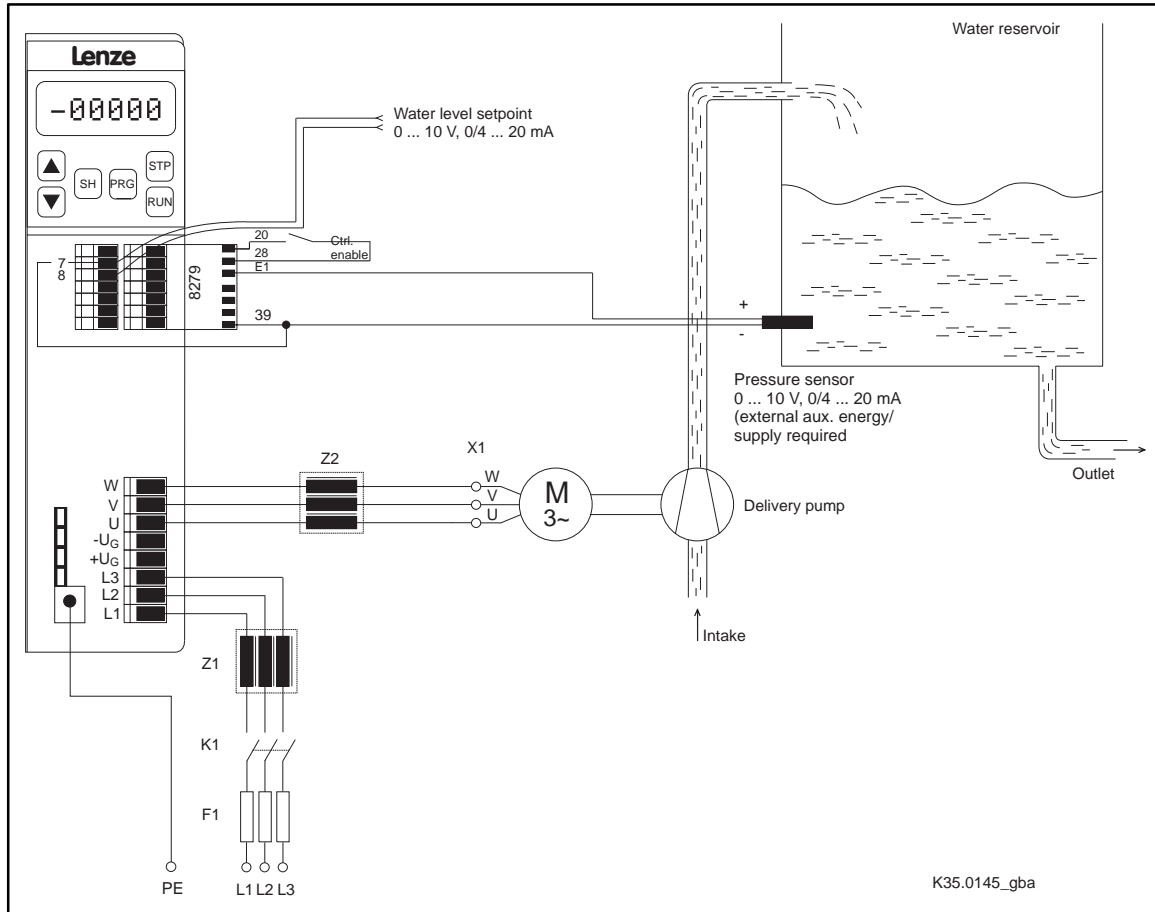 Lenze
-00000
SH
PRG
STP
RUN
Water level setpoint
0 ... 10 V, 0/4 ... 20 mA
Water reservoir
7
8
8279
20
28
E1
39
Ctrl.
enable
+
-
Pressure sensor
0 ... 10 V, 0/4 ... 20 mA
(external aux. energy/
supply required
Outlet
Z2
X1
W
V
U
-UG
+UG
L3
L2
L1
W
V
U
M
3~
Delivery pump
Intake
Z1
K1
F1
PE
L1 L2 L3
K35.0145_gba